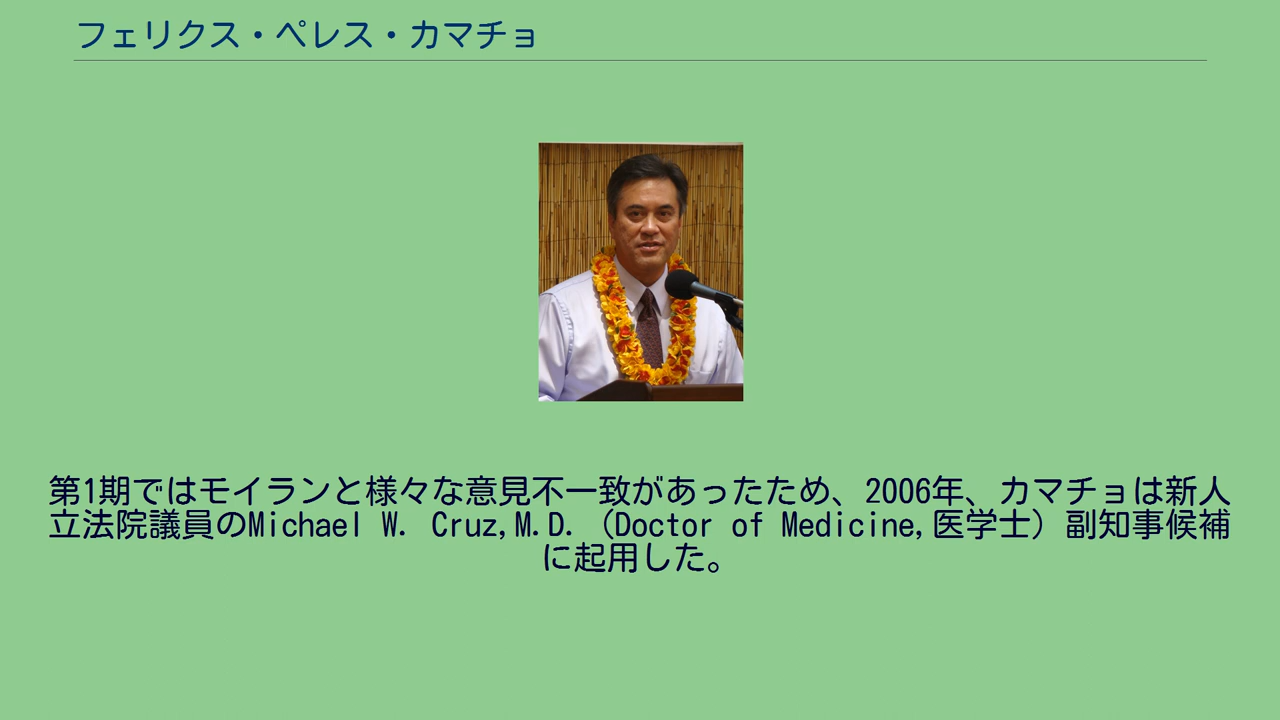 フェリクス・ペレス・カマチョ
第1期ではモイランと様々な意見不一致があったため、2006年、カマチョは新人
立法院議員のMichael W. Cruz,M.D.（Doctor of Medicine,医学士）副知事候補
に起用した。